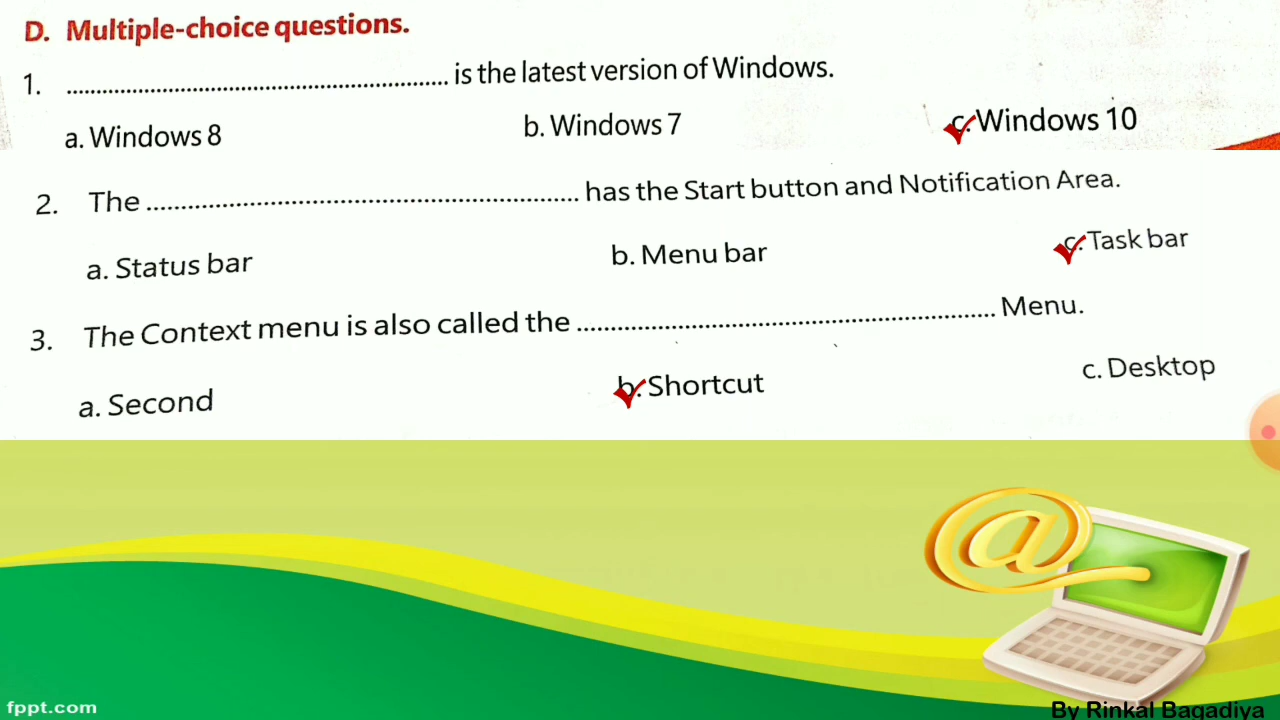 D. Multiple-choice questions.
1. ................................................................ is the latest version of Windows.
a. Windows 8 b. Windows 7 c. Windows 10
2. The ................................................................ has the Start button and Notification Area.
a. Status bar b. Menu bar c. Task bar
3. The Context menu is also called the ................................................................ Menu.
a. Second b. Shortcut c. Desktop
@
fppt.com
By Rinkal Bagadiya